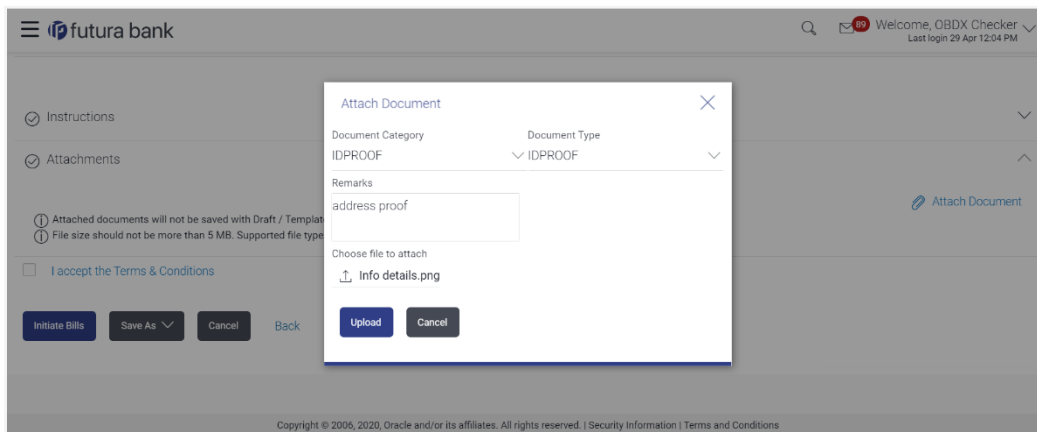 futura bank
89
Welcome, OBDX Checker
Last login 29 Apr 12:04 PM
Instructions
Attachments
Attach Document
Attached documents will not be saved with Draft / Templat
File size should not be more than 5 MB. Supported file type
I accept the Terms & Conditions
Initiate Bills
Save As
Cancel
Back
Attach Document
Document Category
Document Type
IDPROOF
IDPROOF
Remarks
address proof
Choose file to attach
Info details.png
Upload
Cancel
Copyright © 2006, 2020, Oracle and/or its affiliates. All rights reserved. | Security Information | Terms and Conditions